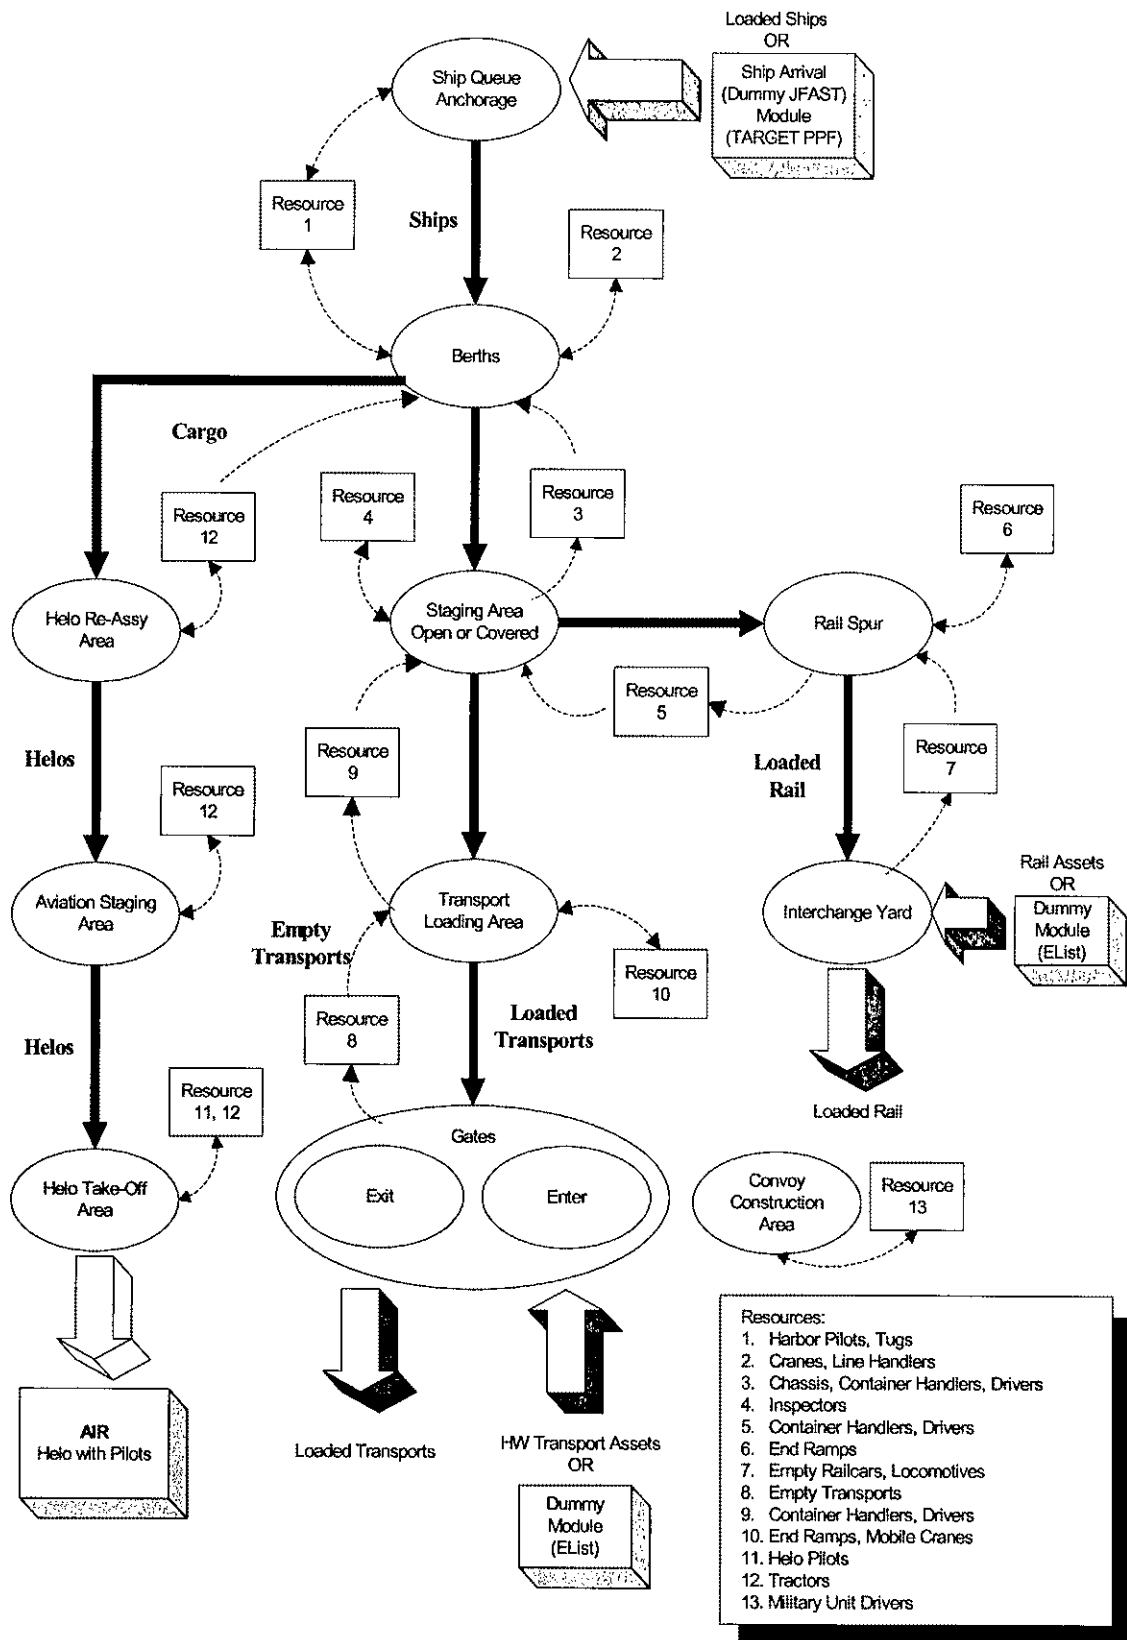 Loaded Ships
OR
Ship Arrival
(Dummy JFAST)
Module
(TARGET PPF)
Ship Queue
Anchorage
Resource
1
Ships
Resource
2
Berths
Cargo
Resource
12
Resource
4
Resource
3
Resource
6
Helo Re-Assy
Area
Staging Area
Open or Covered
Rail Spur
Resource
5
Resource
9
Loaded
Rail
Resource
7
Helos
Resource
12
Rail Assets
OR
Dummy
Module
(EList)
Aviation Staging
Area
Transport
Loading Area
Interchange Yard
Empty
Transports
Resource
10
Resource
8
Loaded
Transports
Helos
Resource
11, 12
Loaded Rail
Gates
Exit
Enter
Helo Take-Off
Area
Convoy
Construction
Area
Resource
13
AIR
Helo with Pilots
Loaded Transports
HW Transport Assets
OR
Dummy
Module
(EList)
Resources:
1. Harbor Pilots, Tugs
2. Cranes, Line Handlers
3. Chassis, Container Handlers, Drivers
4. Inspectors
5. Container Handlers, Drivers
6. End Ramps
7. Empty Railcars, Locomotives
8. Empty Transports
9. Container Handlers, Drivers
10. End Ramps, Mobile Cranes
11. Helo Pilots
12. Tractors
13. Military Unit Drivers